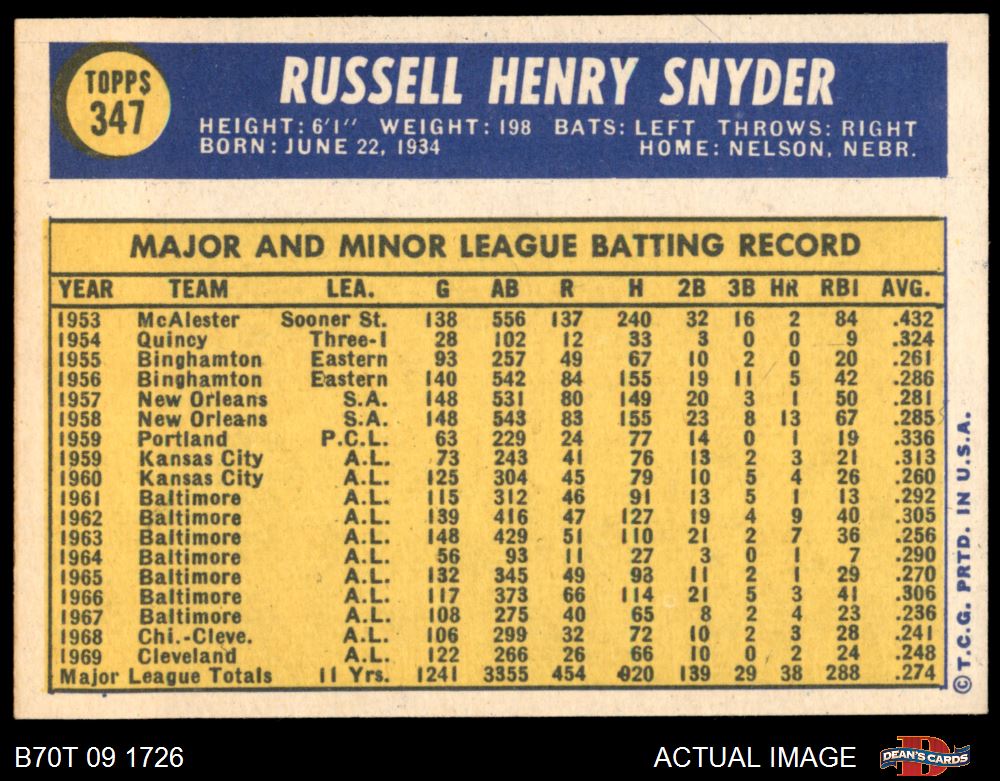 TOPPS
347
RUSSELL HENRY SNYDER
HEIGHT: 6'1" WEIGHT: 198 BATS: LEFT THROWS: RIGHT
BORN: JUNE 22, 1934 HOME: NELSON, NEBR.
MAJOR AND MINOR LEAGUE BATTING RECORD
YEAR TEAM LEA. G AB R H 2B 3B HR RBI AVG.
1953 McAlester Sooner St. 138 556 137 240 32 16 2 84 .432
1954 Quincy Three-I 28 102 12 33 3 0 0 9 .324
1955 Binghamton Eastern 93 257 49 67 10 2 0 20 .261
1956 Binghamton Eastern 140 542 84 155 19 11 5 42 .286
1957 New Orleans S.A. 148 531 80 149 20 3 1 50 .281
1958 New Orleans S.A. 148 543 83 155 23 8 13 67 .285
1959 Portland P.C.L. 63 229 24 77 14 0 1 19 .336
1959 Kansas City A.L. 73 243 41 76 13 2 3 21 .313
1960 Kansas City A.L. 125 304 45 79 10 5 4 26 .260
1961 Baltimore A.L. 115 312 46 91 13 5 1 13 .292
1962 Baltimore A.L. 139 416 47 127 19 4 9 40 .305
1963 Baltimore A.L. 148 429 51 110 21 2 7 36 .256
1964 Baltimore A.L. 56 93 11 27 3 0 1 7 .290
1965 Baltimore A.L. 132 345 49 93 11 2 1 29 .270
1966 Baltimore A.L. 117 373 66 114 21 5 3 41 .306
1967 Baltimore A.L. 108 275 40 65 8 2 4 23 .236
1968 Chi.-Cleve. A.L. 106 299 32 72 10 2 3 28 .241
1969 Cleveland A.L. 122 266 26 66 10 0 2 24 .248
Major League Totals 11 Yrs. 1241 3355 454 920 139 29 38 288 .274
© T.C.G. PRTD. IN U.S.A.
B70T 09 1726 ACTUAL IMAGE
DEAN'S CARDS